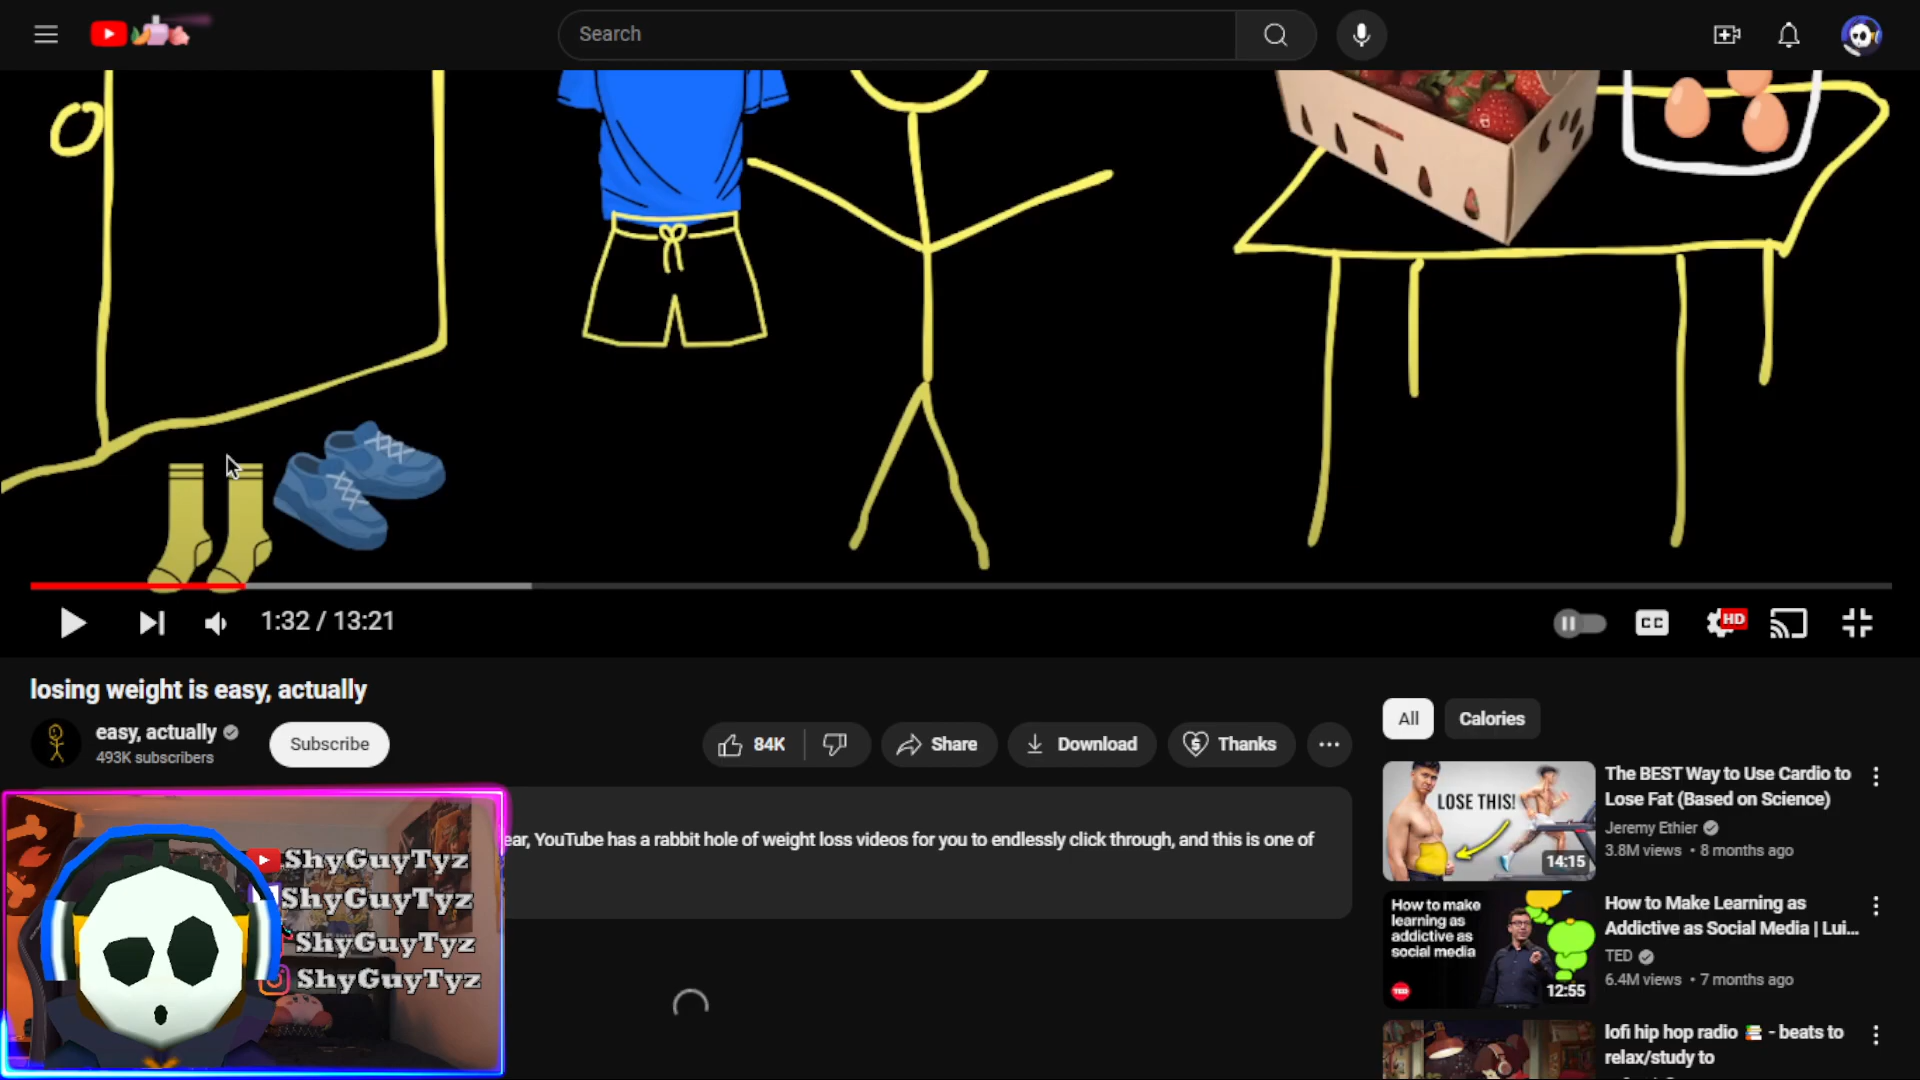 Search
1:32 / 13:21
CC
HD
losing weight is easy, actually
easy, actually
493K subscribers
Subscribe
84K
Share
Download
Thanks
All
Calories
ear, YouTube has a rabbit hole of weight loss videos for you to endlessly click through, and this is one of
ShyGuyTyz
ShyGuyTyz
ShyGuyTyz
ShyGuyTyz
LOSE THIS!
14:15
The BEST Way to Use Cardio to
Lose Fat (Based on Science)
Jeremy Ethier
3.8M views • 8 months ago
How to make
learning as
addictive as
social media
TED
12:55
How to Make Learning as
Addictive as Social Media | Lui...
TED
6.4M views • 7 months ago
lofi hip hop radio 📚 - beats to
relax/study to